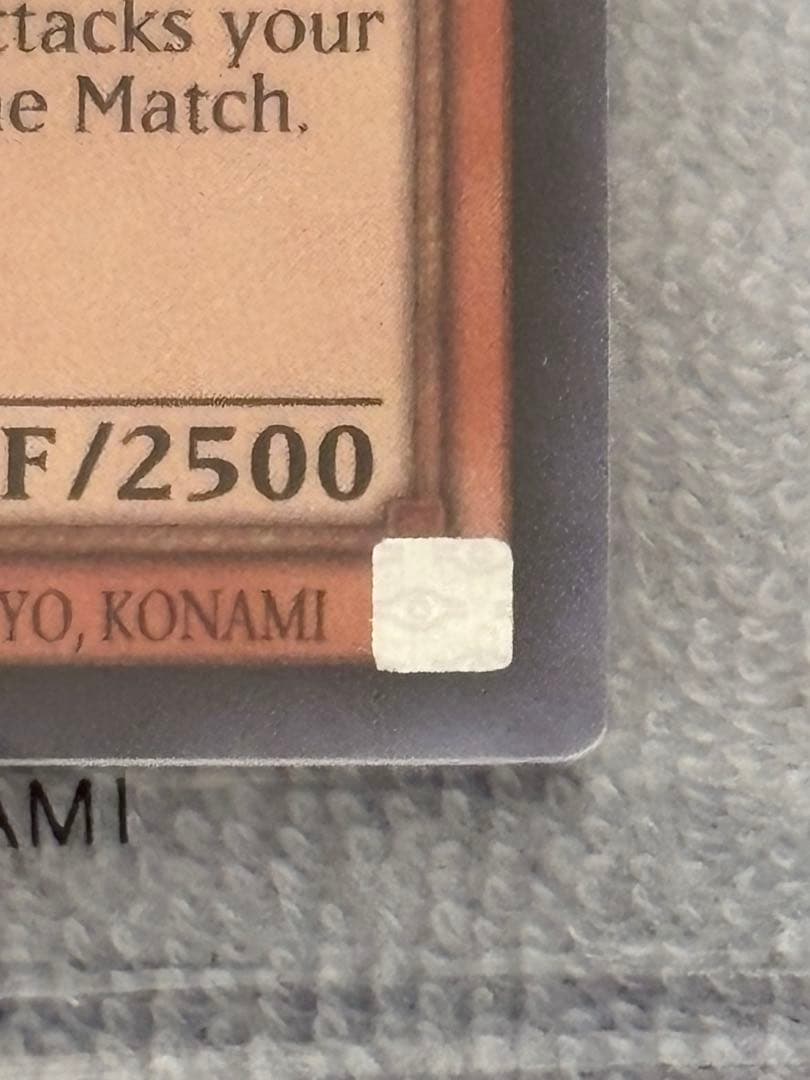 ttacks your
e Match.
F/2500
YO, KONAMI
AMI